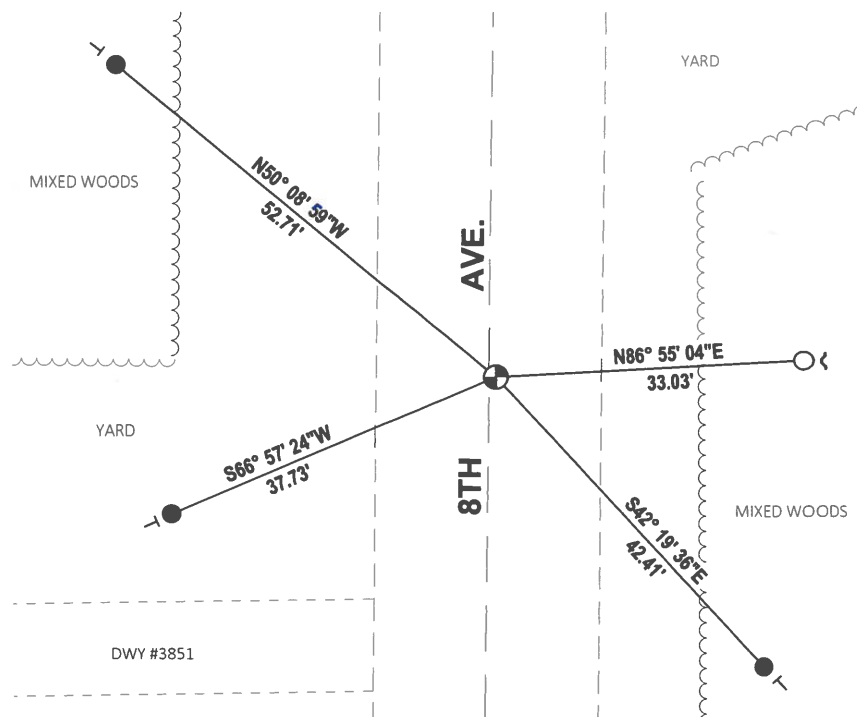 YARD
MIXED WOODS
N50° 08' 59"W
52.71'
AVE.
N86° 55' 04"E
33.03'
YARD
S66° 57' 24"W
37.73'
8TH
S42° 19' 36"E
42.41'
MIXED WOODS
DWY #3851